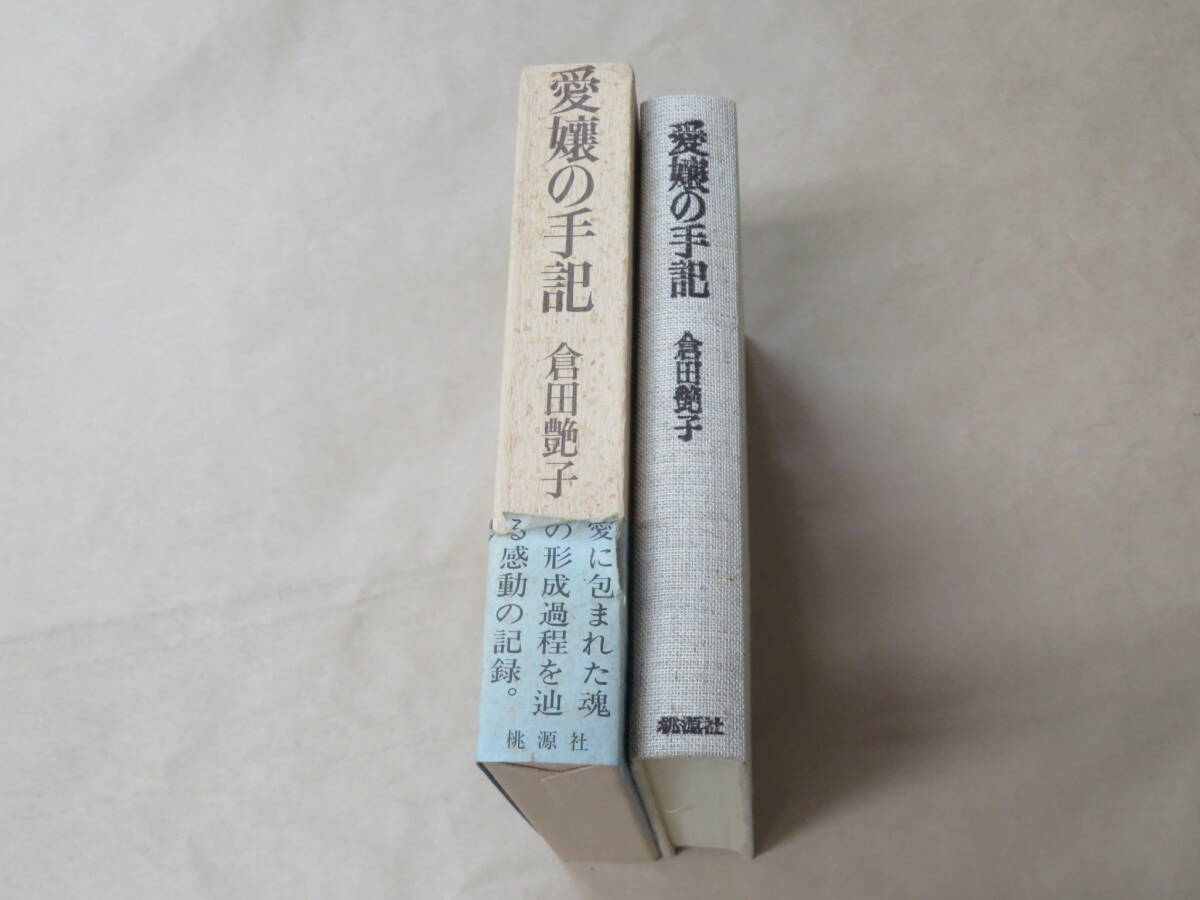 愛孃の手記
倉田艶子
愛に包まれた魂
の形成過程を辿
る感動の記録。
桃源社
愛孃の手記
倉田艶子
桃源社